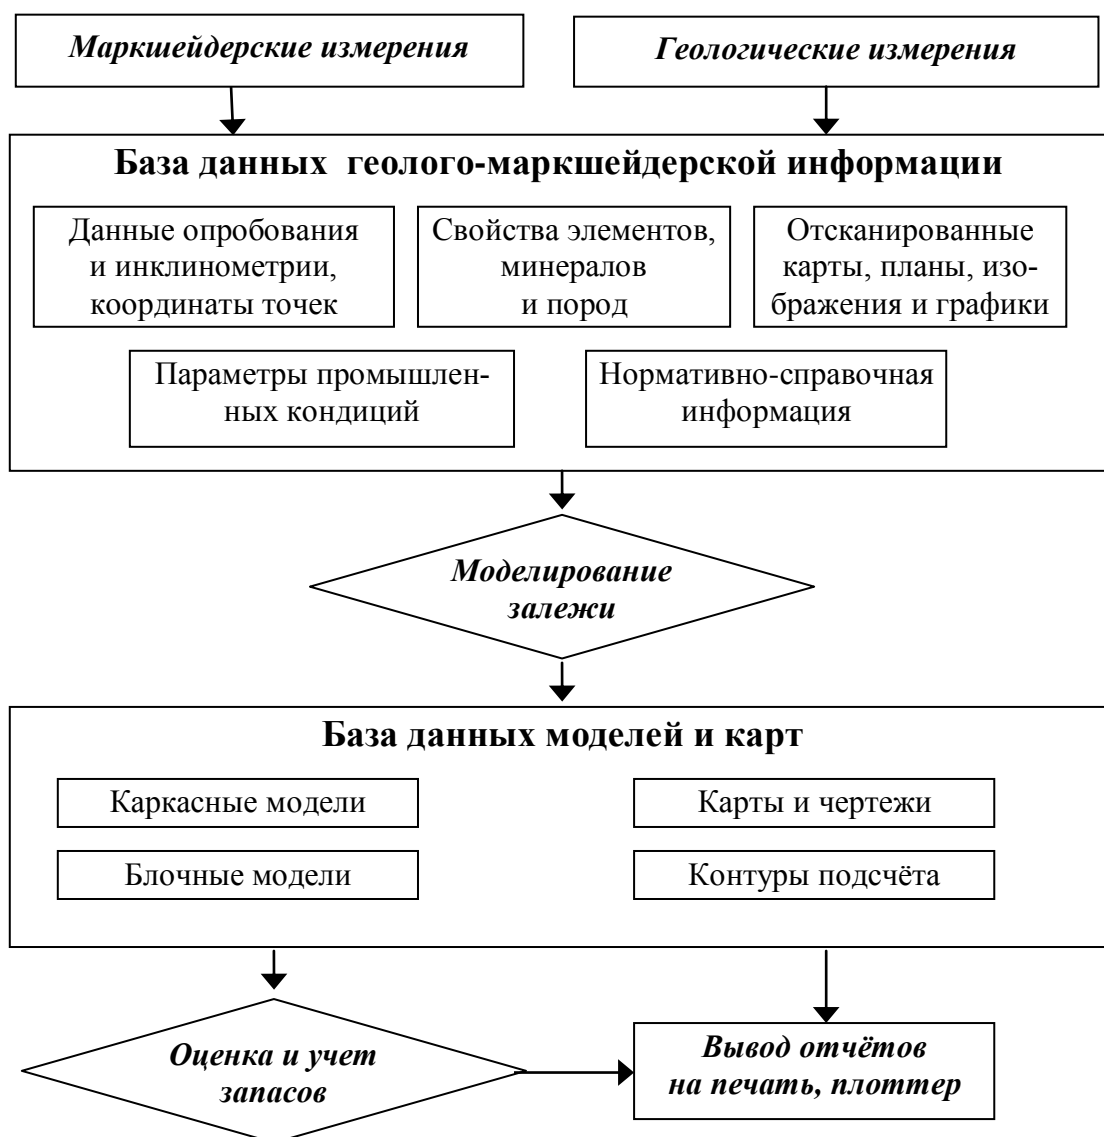 Маркшейдерские измерения
Геологические измерения
База данных геолого-маркшейдерской информации
Данные опробования
и инклинометрии,
координаты точек
Свойства элементов,
минералов
и пород
Отсканированные
карты, планы, изо-
бражения и графики
Параметры промышлен-
ных кондиций
Нормативно-справочная
информация
Моделирование
залежи
База данных моделей и карт
Каркасные модели
Карты и чертежи
Блочные модели
Контуры подсчёта
Оценка и учет
запасов
Вывод отчётов
на печать, плоттер